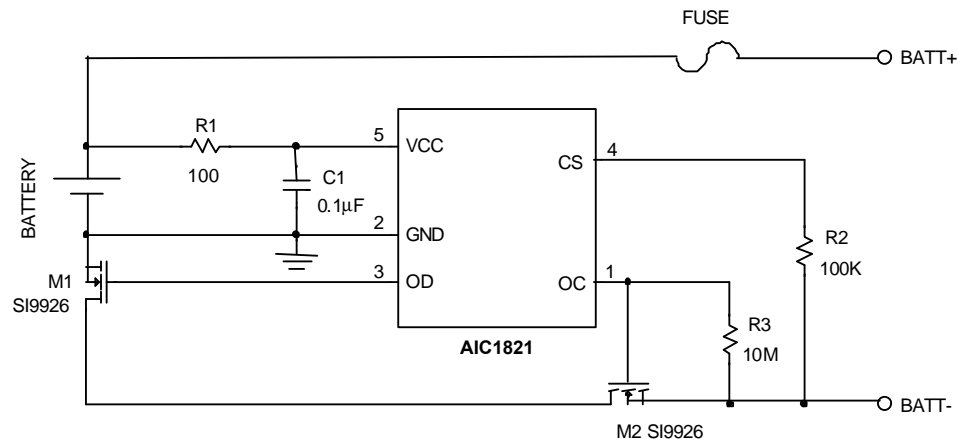 FUSE
BATT+
R1
100
5
VCC
CS
4
BATTERY
C1
0.1µF
2
GND
R2
100K
M1
SI9926
3
OD
OC
1
R3
10M
AIC1821
BATT-
M2 SI9926